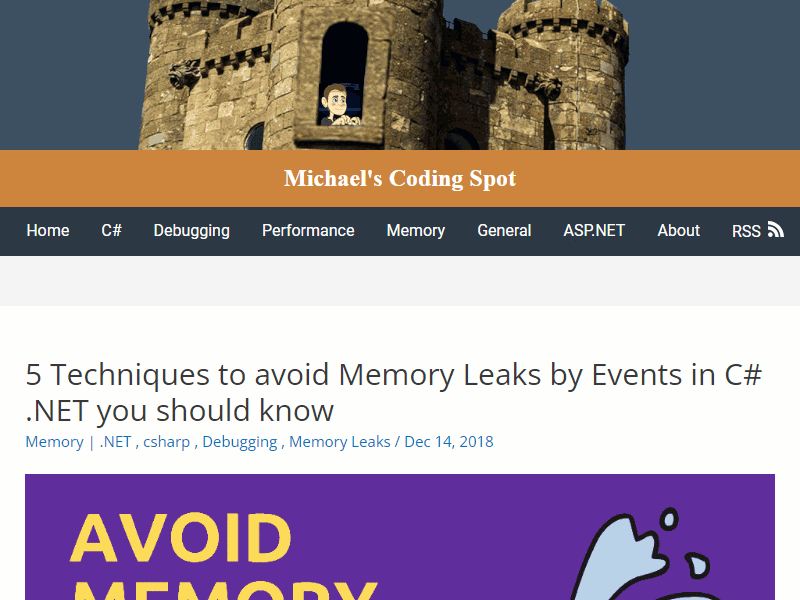 Michael's Coding Spot
Home C# Debugging Performance Memory General ASP.NET About RSS
5 Techniques to avoid Memory Leaks by Events in C#
.NET you should know
Memory | .NET , csharp , Debugging , Memory Leaks / Dec 14, 2018
AVOID
MEMORY